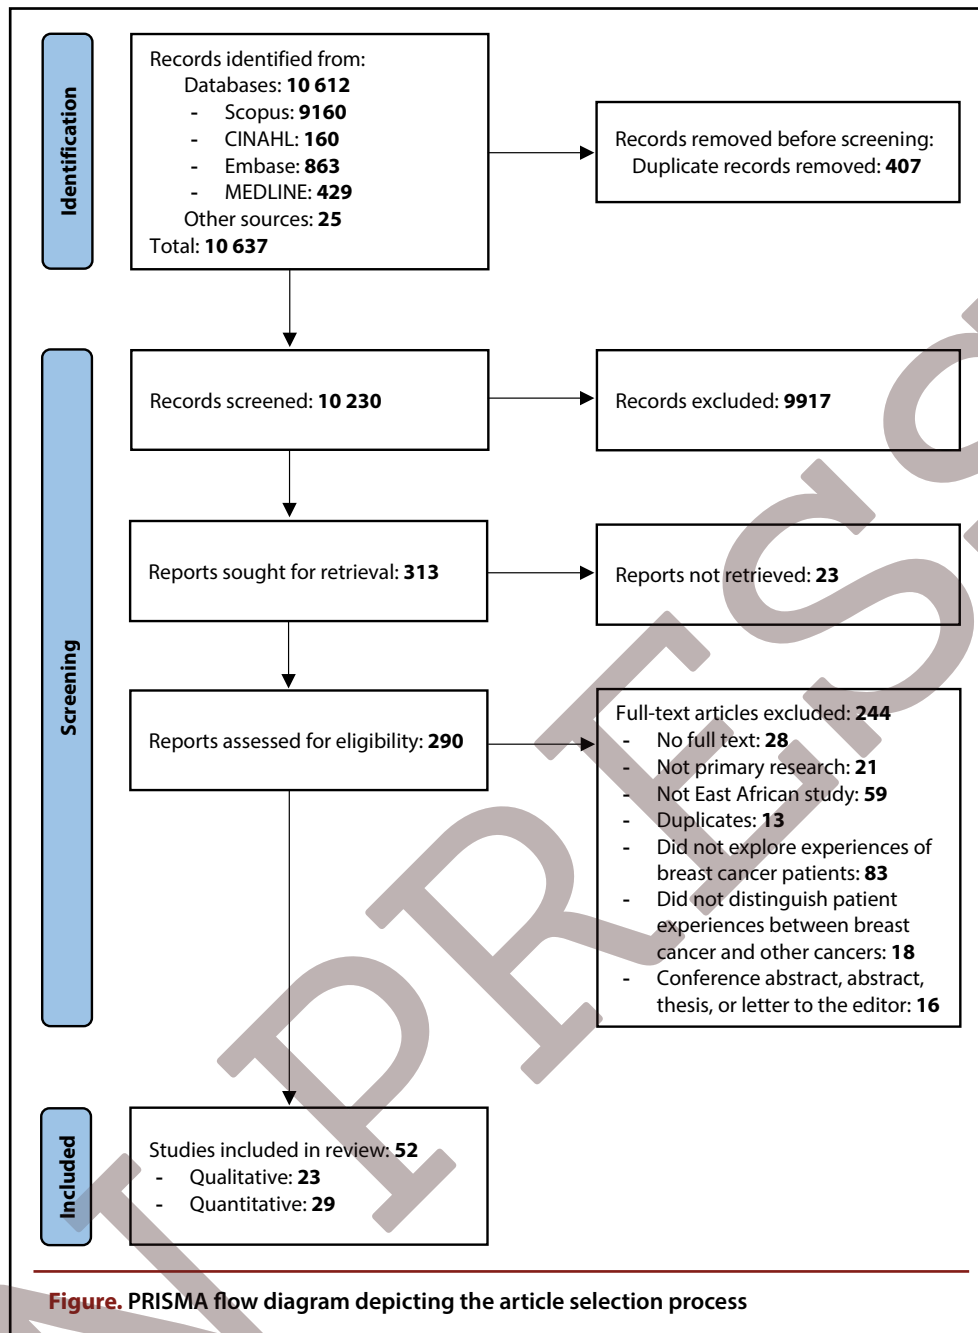 Identification
Records identified from:
Databases: 10 612
- Scopus: 9160
- CINAHL: 160
- Embase: 863
- MEDLINE: 429
Other sources: 25
Total: 10 637
Records removed before screening:
Duplicate records removed: 407
Screening
Records screened: 10 230
Records excluded: 9917
Reports sought for retrieval: 313
Reports not retrieved: 23
Reports assessed for eligibility: 290
Full-text articles excluded: 244
- No full text: 28
- Not primary research: 21
- Not East African study: 59
- Duplicates: 13
- Did not explore experiences of
breast cancer patients: 83
- Did not distinguish patient
experiences between breast
cancer and other cancers: 18
- Conference abstract, abstract,
thesis, or letter to the editor: 16
Included
Studies included in review: 52
- Qualitative: 23
- Quantitative: 29
Figure. PRISMA flow diagram depicting the article selection process
N PRESS